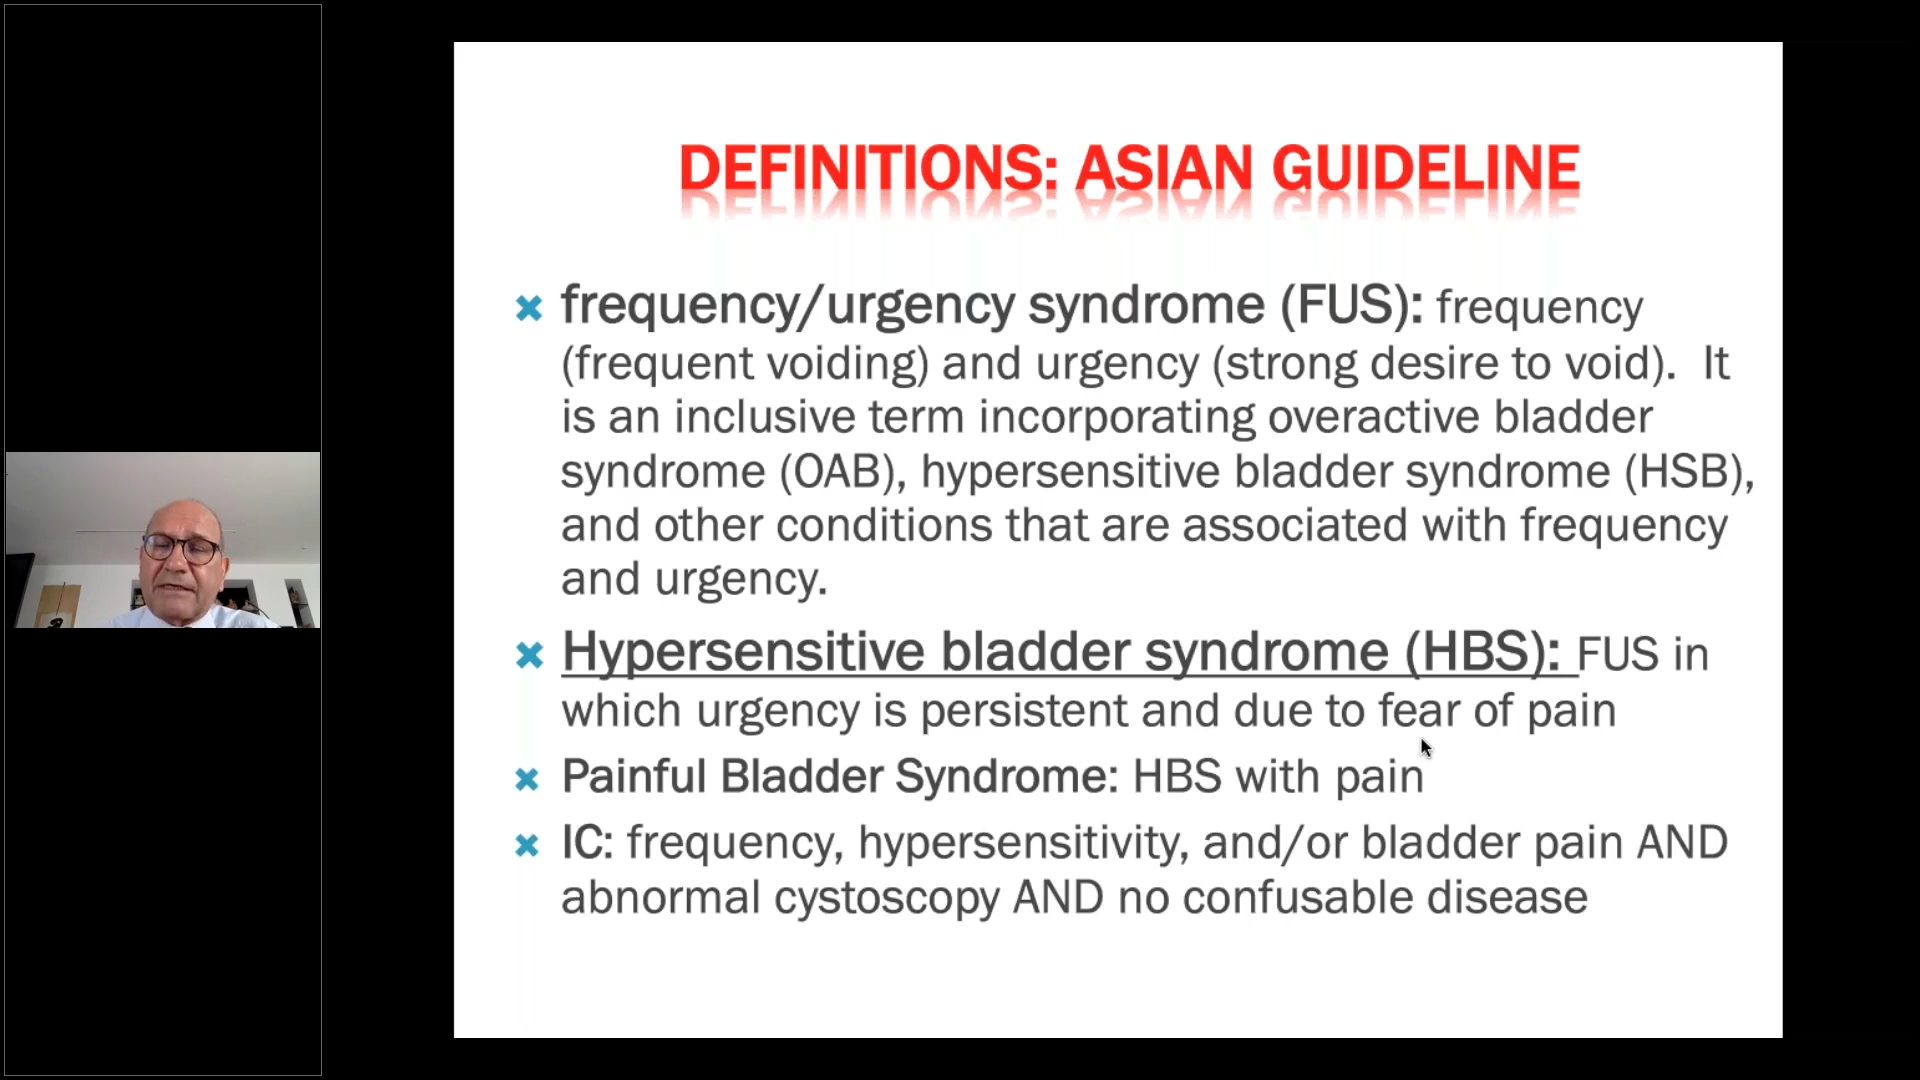 DEFINITIONS: ASIAN GUIDELINE
frequency/urgency syndrome (FUS): frequency
(frequent voiding) and urgency (strong desire to void). It
is an inclusive term incorporating overactive bladder
syndrome (OAB), hypersensitive bladder syndrome (HSB),
and other conditions that are associated with frequency
and urgency.
Hypersensitive bladder syndrome (HBS): FUS in
which urgency is persistent and due to fear of pain
Painful Bladder Syndrome: HBS with pain
IC: frequency, hypersensitivity, and/or bladder pain AND
abnormal cystoscopy AND no confusable disease